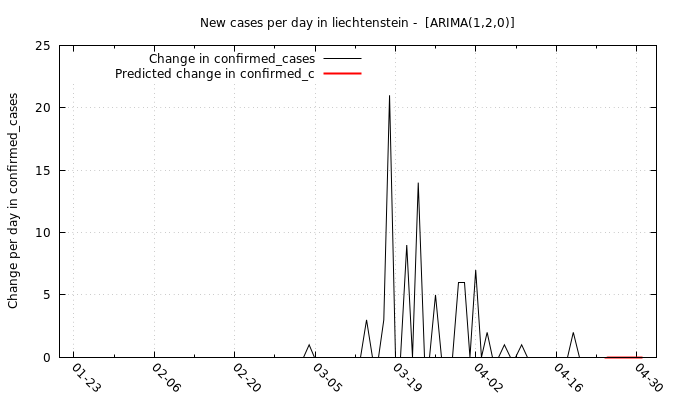 New cases per day in liechtenstein -  [ARIMA(1,2,0)]
Change in confirmed_cases
Predicted change in confirmed_c
Change per day in confirmed_cases
25
20
15
10
5
0
01-23 02-06 02-20 03-05 03-19 04-02 04-16 04-30